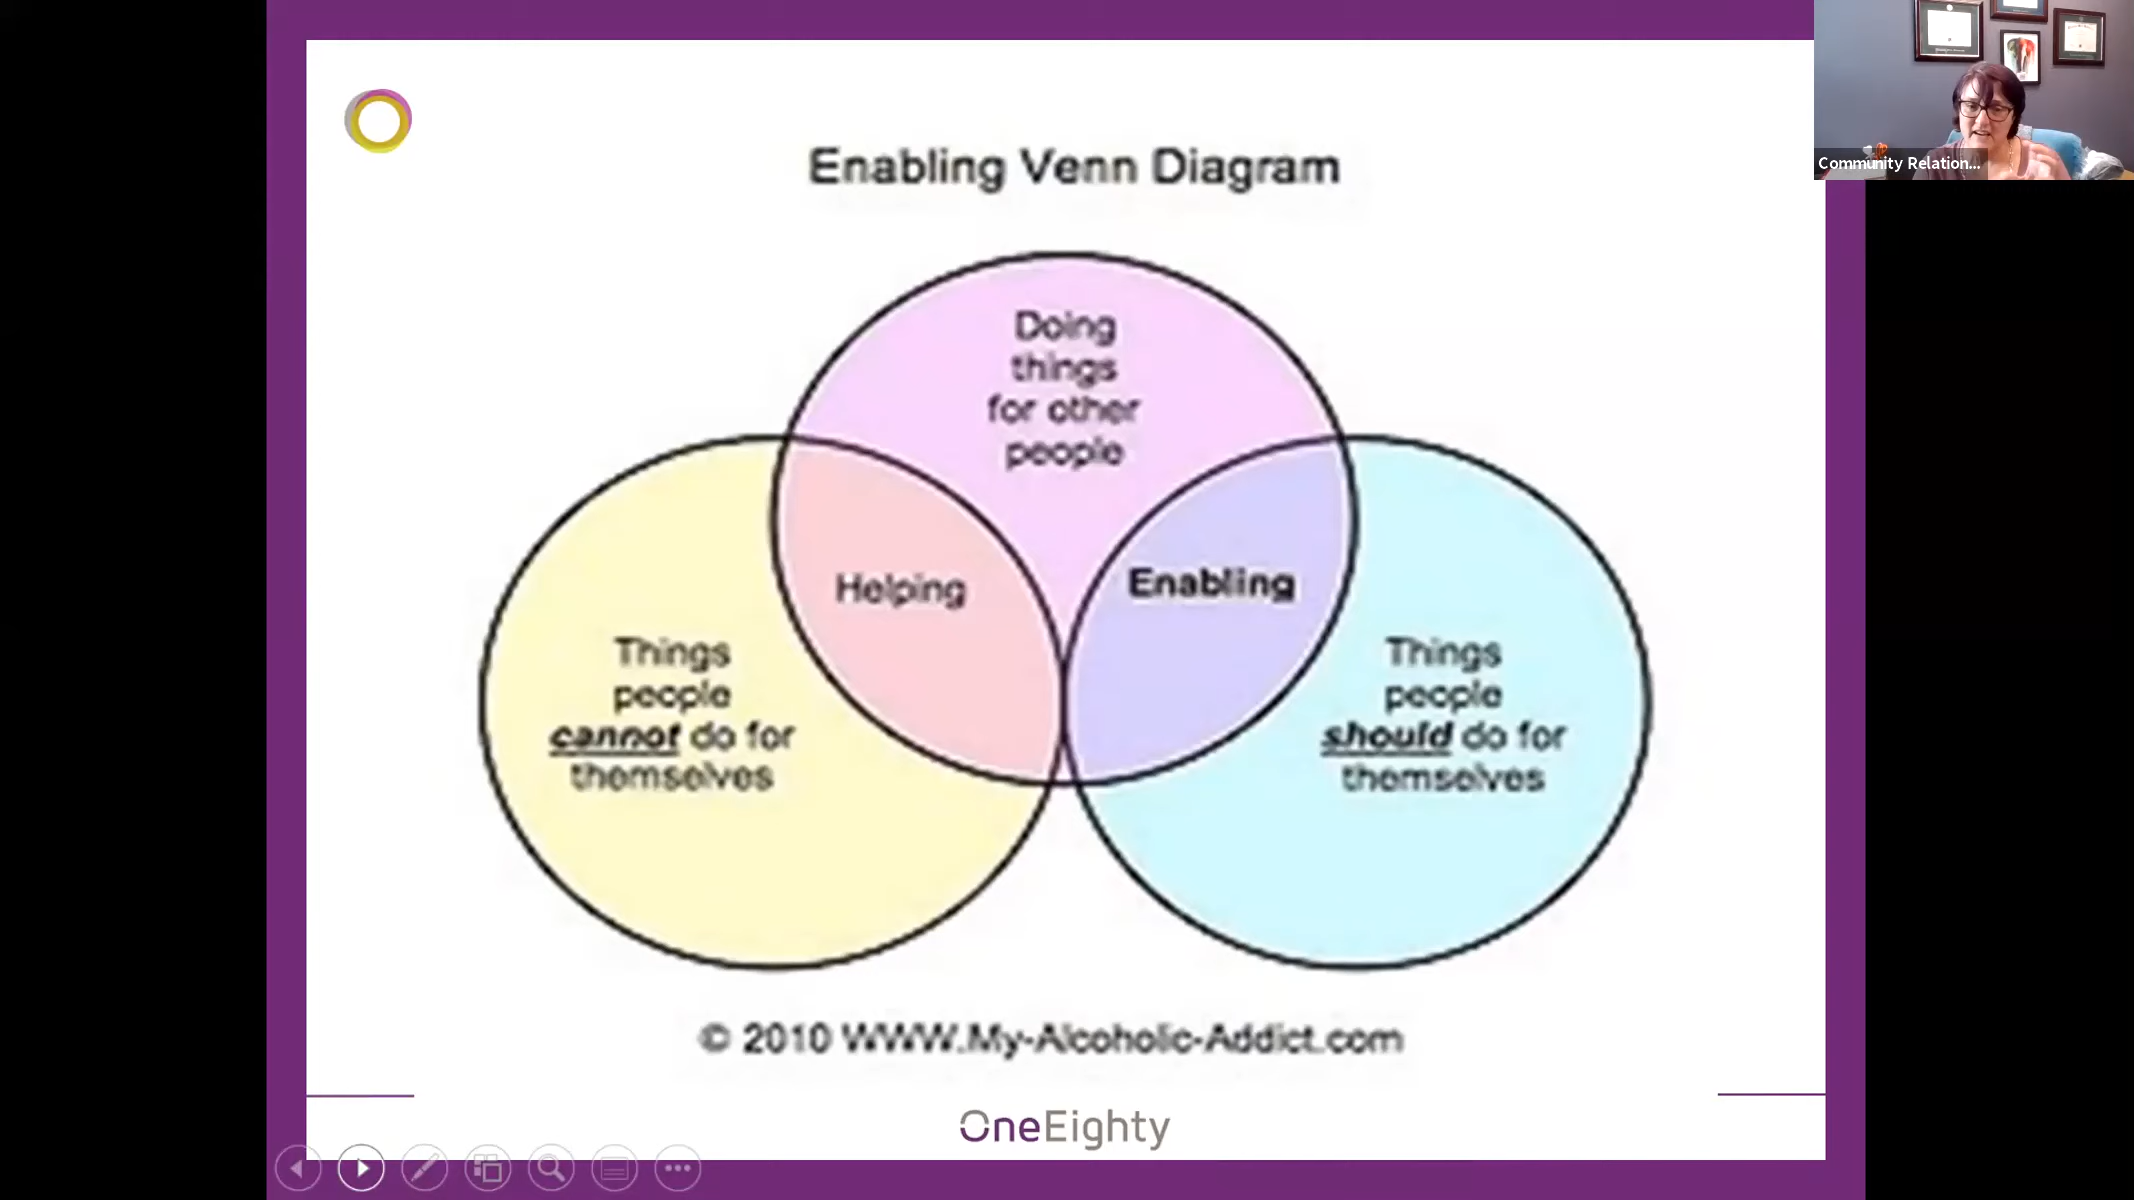 Community Relation...
Enabling Venn Diagram
Doing
things
for other
people
Helping
Enabling
Things
people
cannot do for
themselves
Things
people
should do for
themselves
© 2010 WWW.My-Alcoholic-Addict.com
OneEighty